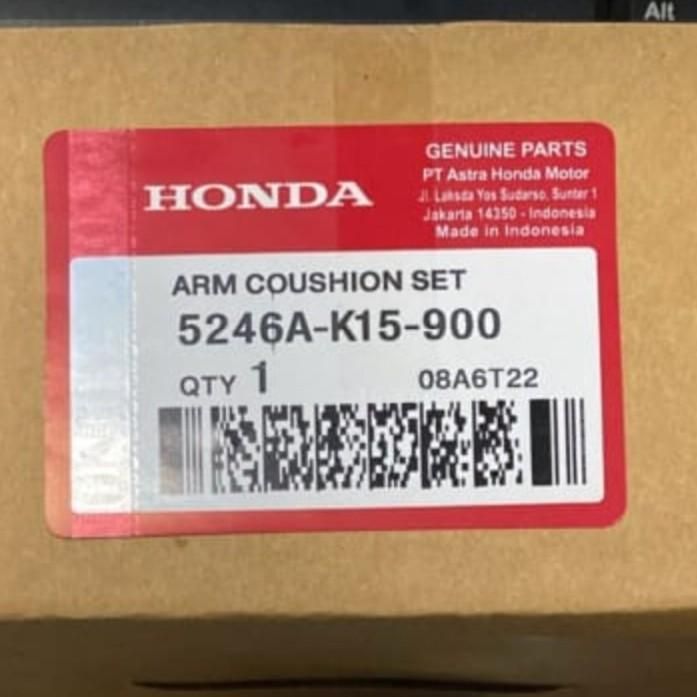 Alt
HONDA
GENUINE PARTS
PT Astra Honda Motor
Jl. Laksda Yos Sudarso, Sunter 1
Jakarta 14350 - Indonesia
Made in Indonesia
ARM COUSHION SET
5246A-K15-900
QTY 1 08A6T22